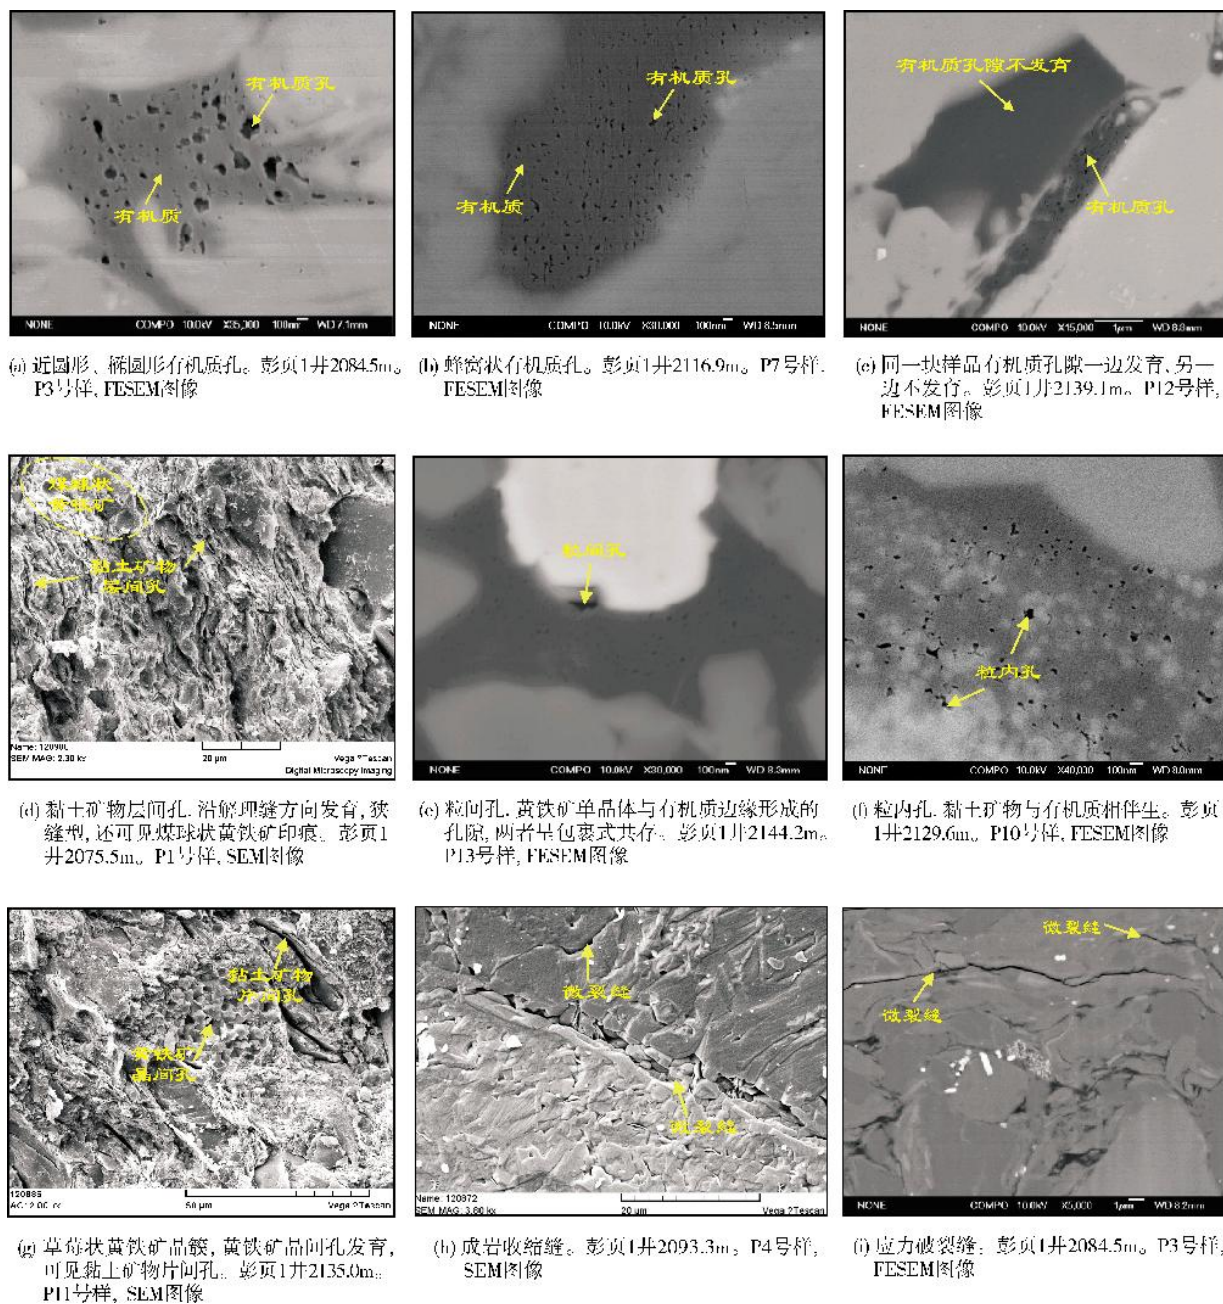 有机质孔
有机质
NONE COMPO 10.0kV X35,000 100nm WD 7.1mm
有机质孔
有机质
NONE COMPO 10.0kV X30,000 100nm WD 8.5mm
有机质孔隙不发育
有机质孔
NONE COMPO 10.0kV X15,000 1μm WD 8.8mm
(a) 近圆形、椭圆形有机质孔。彭页1井2084.5m。
P3号样, FESEM图像
(b) 蜂窝状有机质孔。彭页1井2116.9m。P7号样.
FESEM图像
(c) 同一块样品有机质孔隙一边发育,另一
边不发育。彭页1井2139.1m。P12号样,
FESEM图像
煤球状
黄铁矿
黏土矿物
层间孔
SEM MAG: 2.30 kx 20 μm Vega ©Tescan
Digital Microscopy Imaging
粒间孔
NONE COMPO 10.0kV X30,000 100nm WD 8.3mm
粒内孔
NONE COMPO 10.0kV X40,000 100nm WD 8.0mm
(d) 黏土矿物层间孔.沿解理缝方向发育,狭
缝型,还可见煤球状黄铁矿印痕。彭页1
井2075.5m。P1号样, SEM图像
(e) 粒间孔.黄铁矿单晶体与有机质边缘形成的
孔隙,两者呈包裹式共存。彭页1井2144.2m。
P13号样, FESEM图像
(f) 粒内孔.黏土矿物与有机质相伴生。彭页
1井2129.6m。P10号样, FESEM图像
黏土矿物
片间孔
黄铁矿
晶间孔
50 μm Vega ©Tescan
微裂缝
微裂缝
Name: 120872
SEM MAG: 3.60 kx 20 μm Vega ©Tescan
微裂缝
微裂缝
NONE COMPO 10.0kV X5,000 1μm WD 8.2mm
(g) 草莓状黄铁矿晶簇,黄铁矿晶间孔发育,
可见黏土矿物片间孔。彭页1井2135.0m。
P11号样, SEM图像
(h) 成岩收缩缝。彭页1井2093.3m。P4号样,
SEM图像
(i) 应力破裂缝。彭页1井2084.5m。P3号样,
FESEM图像